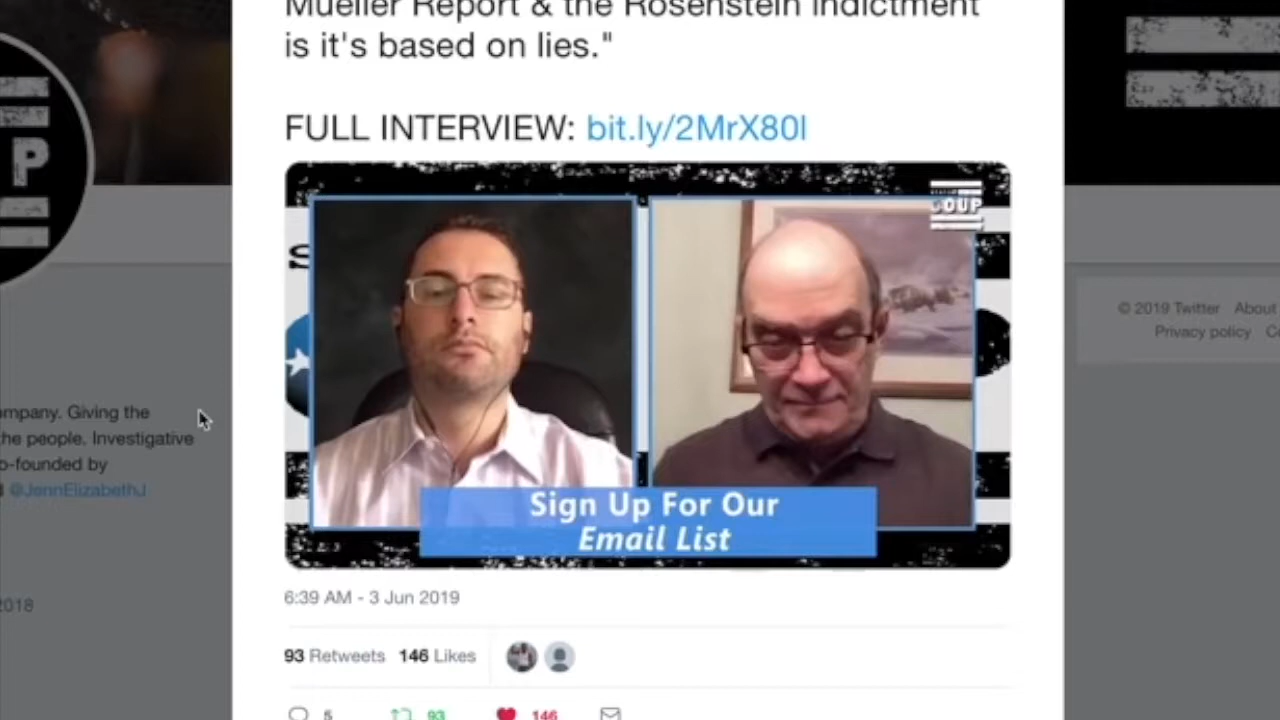 Mueller Report & the Rosenstein indictment
is it's based on lies."
FULL INTERVIEW: bit.ly/2MrX80l
P
OUP
S
Sign Up For Our
Email List
6:39 AM - 3 Jun 2019
93 Retweets 146 Likes
5 93 146
ompany. Giving the
he people. Investigative
o-founded by
@JennElizabethJ
2018
© 2019 Twitter About
Privacy policy